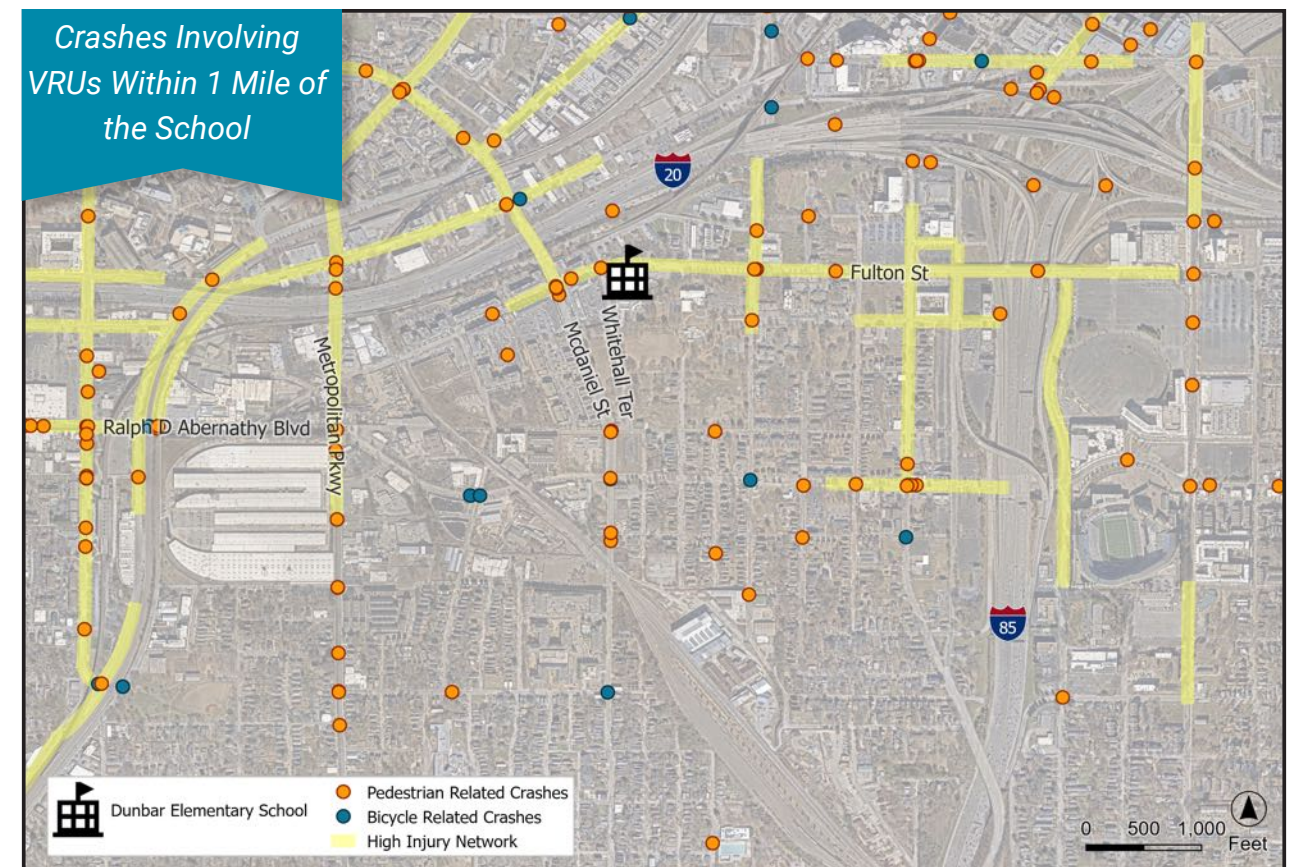 Crashes Involving
VRUs Within 1 Mile of
the School
20
Fulton St
Whitehall Ter
Mcdaniel St
Metropolitan Pkwy
Ralph D Abernathy Blvd
85
Dunbar Elementary School
Pedestrian Related Crashes
Bicycle Related Crashes
High Injury Network
0 500 1,000
Feet